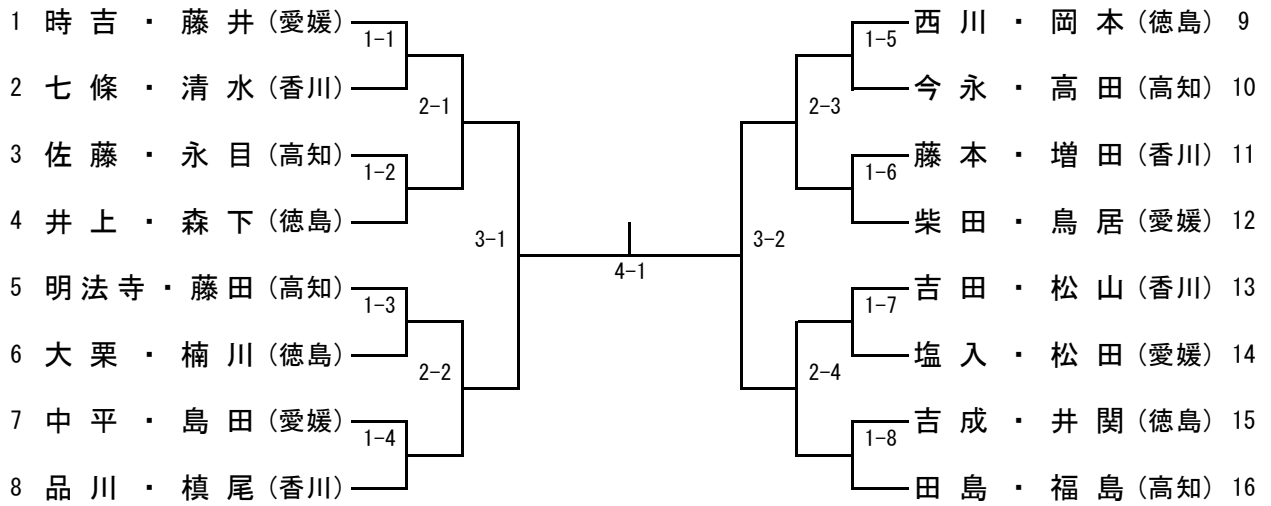 1 時吉・藤井(愛媛)
1-1
2 七條・清水(香川)
2-1
3 佐藤・永目(高知)
1-2
4 井上・森下(徳島)
3-1
5 明法寺・藤田(高知)
1-3
6 大栗・楠川(徳島)
2-2
7 中平・島田(愛媛)
1-4
8 品川・槙尾(香川)
4-1
西川・岡本(徳島) 9
1-5
今永・高田(高知) 10
2-3
藤本・増田(香川) 11
1-6
柴田・鳥居(愛媛) 12
3-2
吉田・松山(香川) 13
1-7
塩入・松田(愛媛) 14
2-4
吉成・井関(徳島) 15
1-8
田島・福島(高知) 16